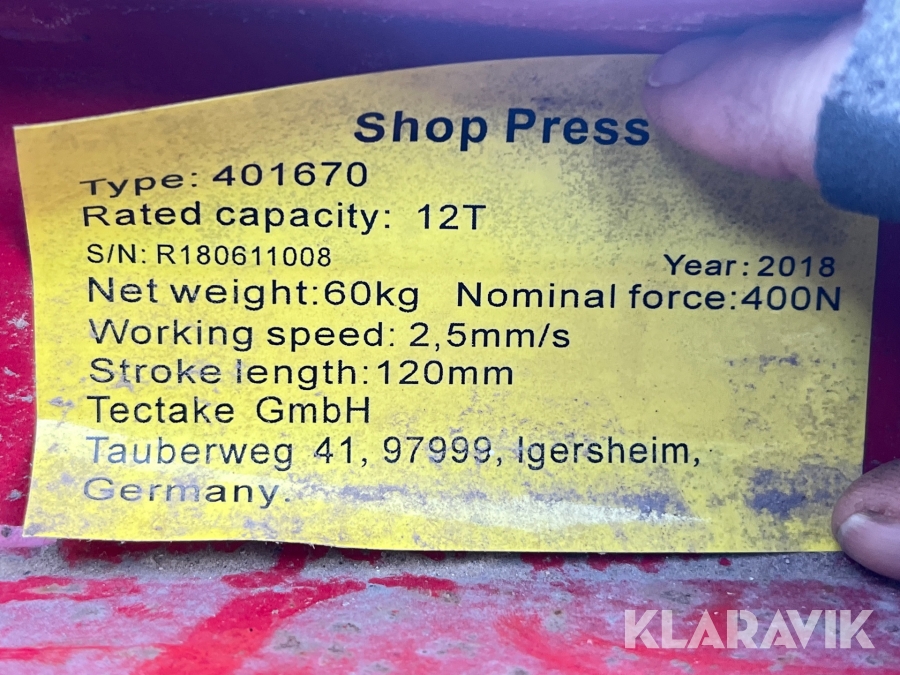 Shop Press
Type: 401670
Rated capacity: 12T
S/N: R180611008 Year: 2018
Net weight:60kg Nominal force:400N
Working speed: 2,5mm/s
Stroke length:120mm
Tectake GmbH
Tauberweg 41, 97999, Igersheim,
Germany.
KLARAVIK